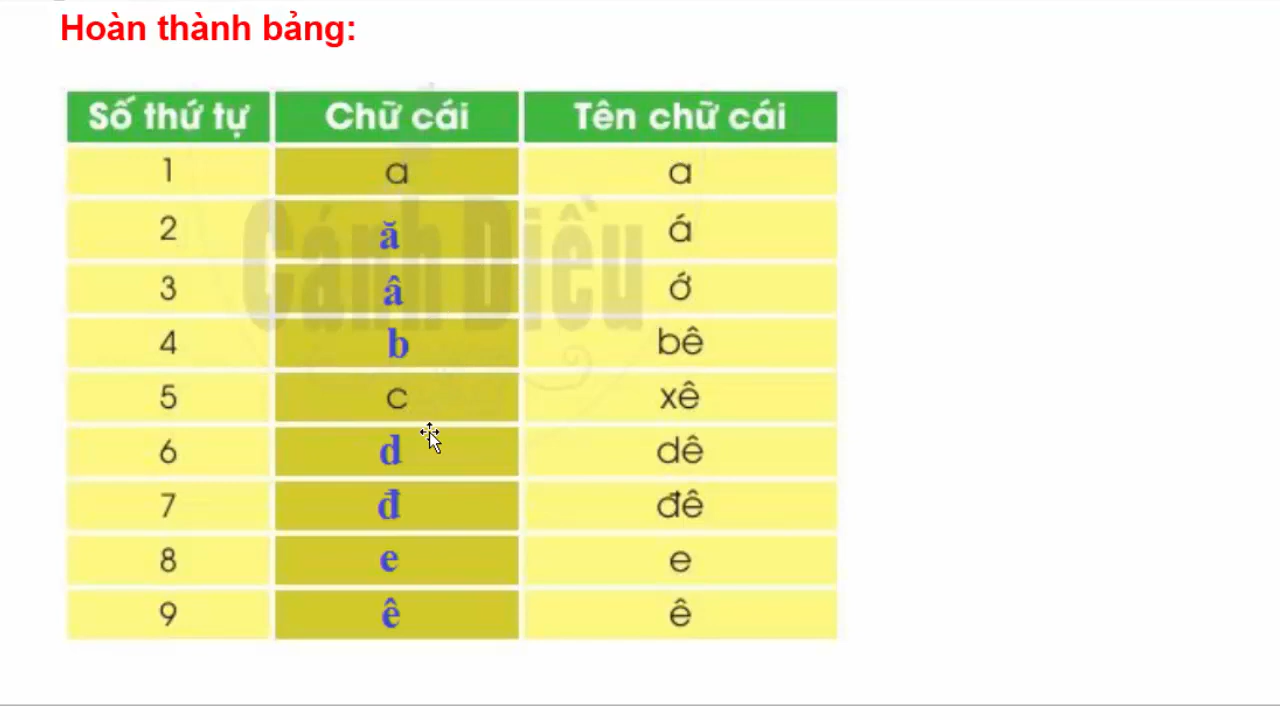 Hoàn thành bảng:
Số thứ tự Chữ cái Tên chữ cái
1 a a
2 ă á
3 â ớ
4 b bê
5 c xê
6 d dê
7 đ đê
8 e e
9 ê ê
Cánh Diều